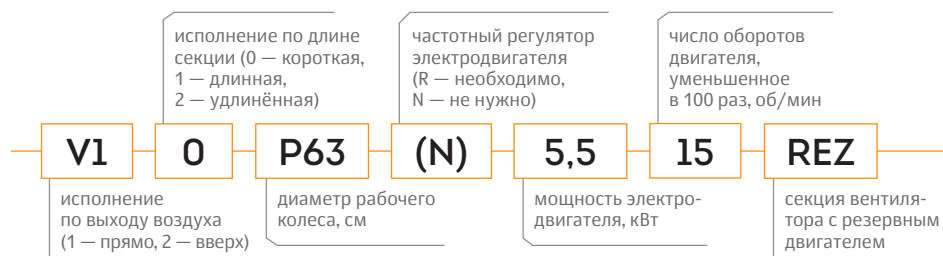 исполнение по длине
секции (0 — короткая,
1 — длинная,
2 — удлинённая)
частотный регулятор
электродвигателя
(R — необходимо,
N — не нужно)
число оборотов
двигателя,
уменьшенное
в 100 раз, об/мин
V1 0 P63 (N) 5,5 15 REZ
исполнение
по выходу воздуха
(1 — прямо, 2 — вверх)
диаметр рабочего
колеса, см
мощность электро-
двигателя, кВт
секция вентиля-
тора с резервным
двигателем